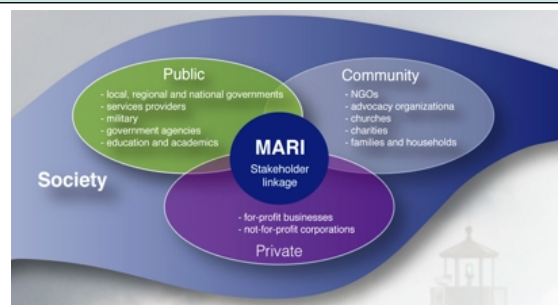 Public
- local, regional and national governments
- services providers
- military
- government agencies
- education and academics
Community
- NGOs
- advocacy organizationa
- churches
- charities
- families and households
MARI
Stakeholder
linkage
Society
- for-profit businesses
- not-for-profit corporations
Private